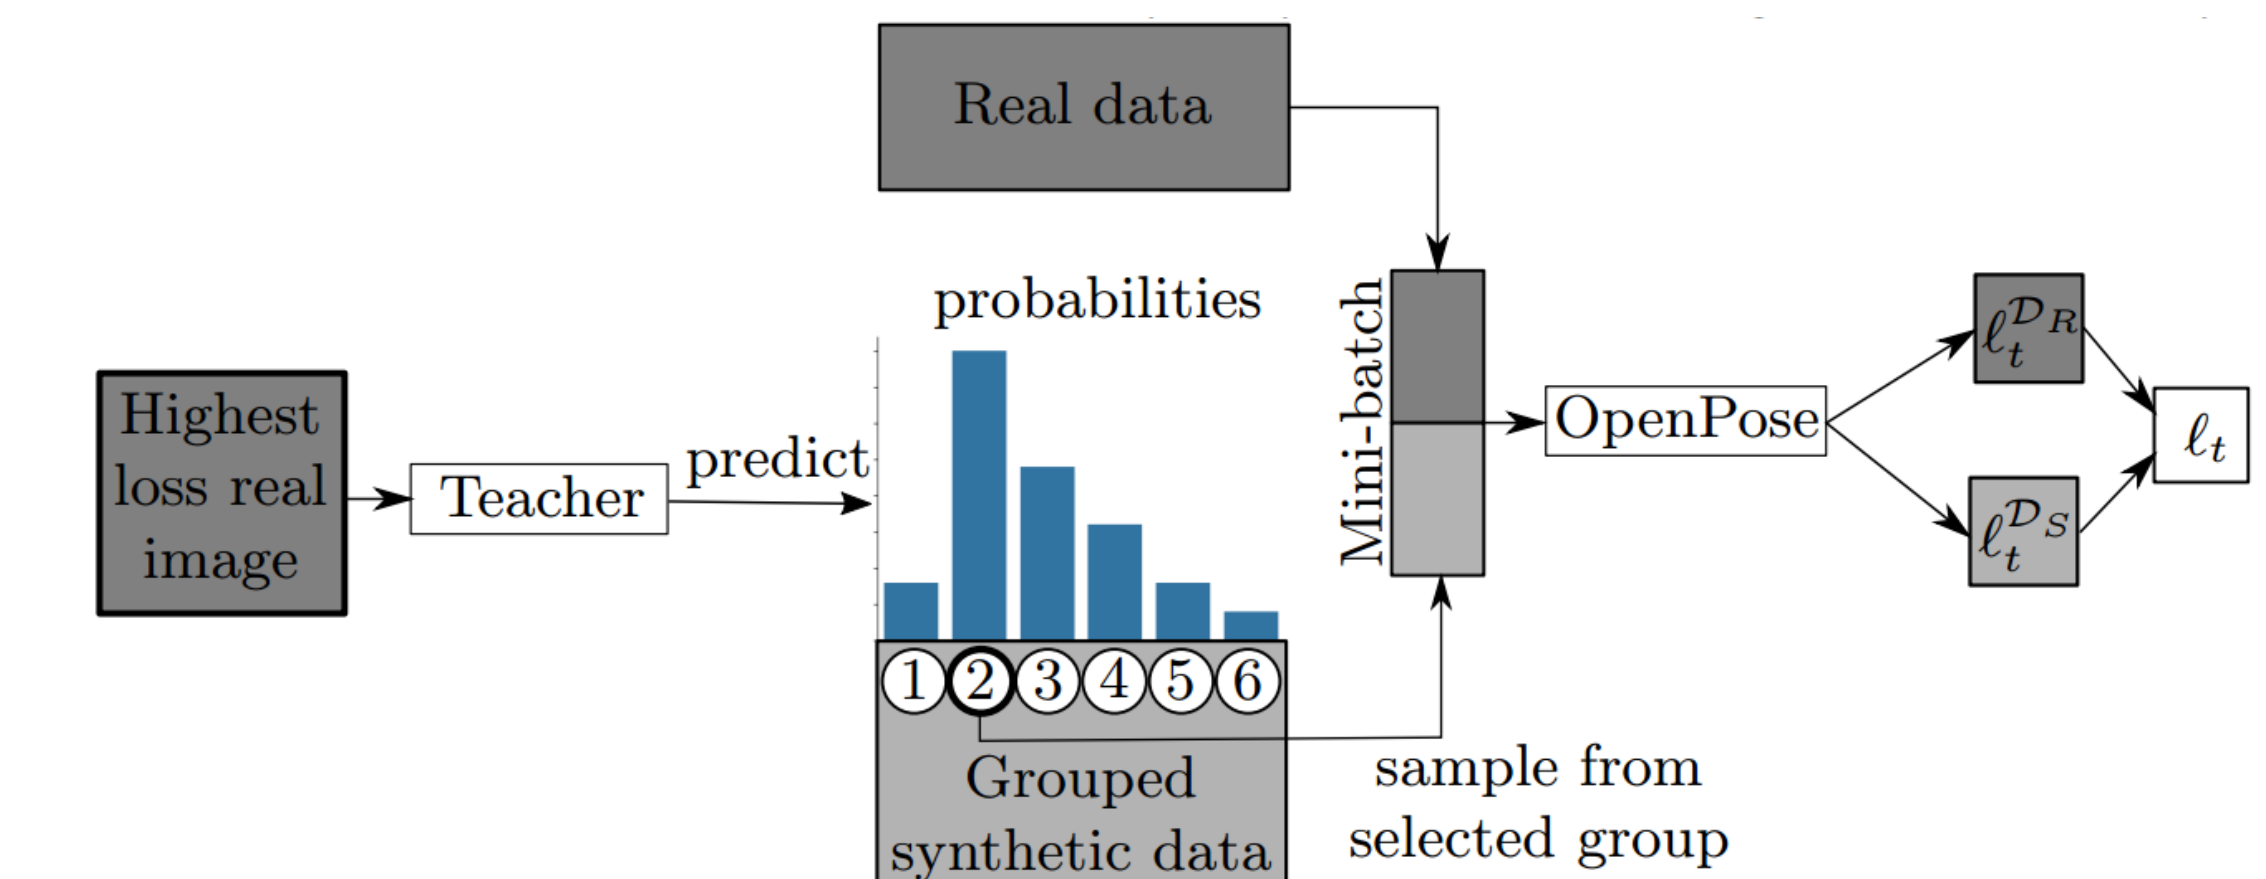 Real data
probabilities
Highest
loss real
image
Teacher
predict
1 2 3 4 5 6
Grouped
synthetic data
Mini-batch
sample from
selected group
OpenPose
ℓ_t^{𝒟_R}
ℓ_t^{𝒟_S}
ℓ_t